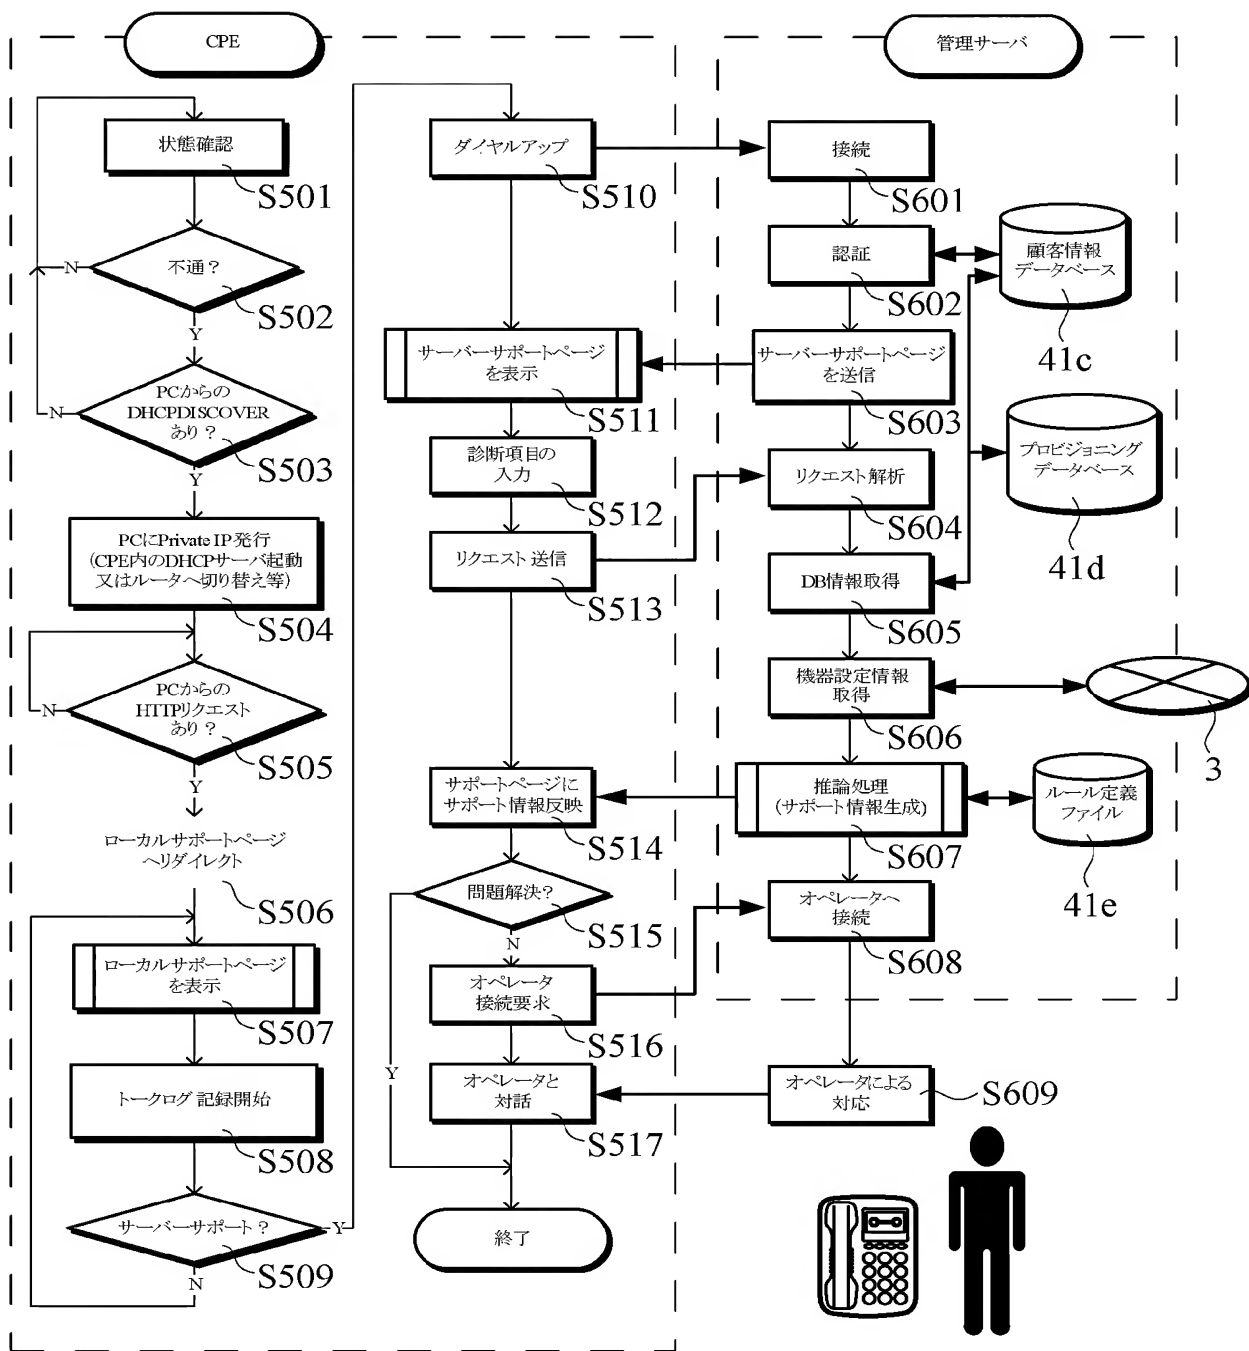 CPE
状態確認
S501
不通？
S502
N
Y
PCからの
DHCPDISCOVER
あり？
S503
N
Y
PCにPrivate IP発行
(CPE内のDHCPサーバ起動
又はルータへ切り替え等)
S504
PCからの
HTTPリクエスト
あり？
S505
N
Y
ローカルサポートページ
へリダイレクト
S506
ローカルサポートページ
を表示
S507
トークログ 記録開始
S508
サーバーサポート？
S509
Y
N
ダイヤルアップ
S510
サーバーサポートページ
を表示
S511
診断項目の
入力
S512
リクエスト 送信
S513
サポートページに
サポート情報反映
S514
問題解決？
S515
N
Y
オペレータ
接続要求
S516
オペレータと
対話
S517
終了
管理サーバ
接続
S601
認証
S602
顧客情報
データベース
41c
サーバーサポートページ
を送信
S603
プロビジョニング
データベース
41d
リクエスト 解析
S604
DB情報取得
S605
機器設定情報
取得
S606
3
推論処理
(サポート情報生成)
S607
ルール定義
ファイル
41e
オペレータへ
接続
S608
オペレータによる
対応
S609